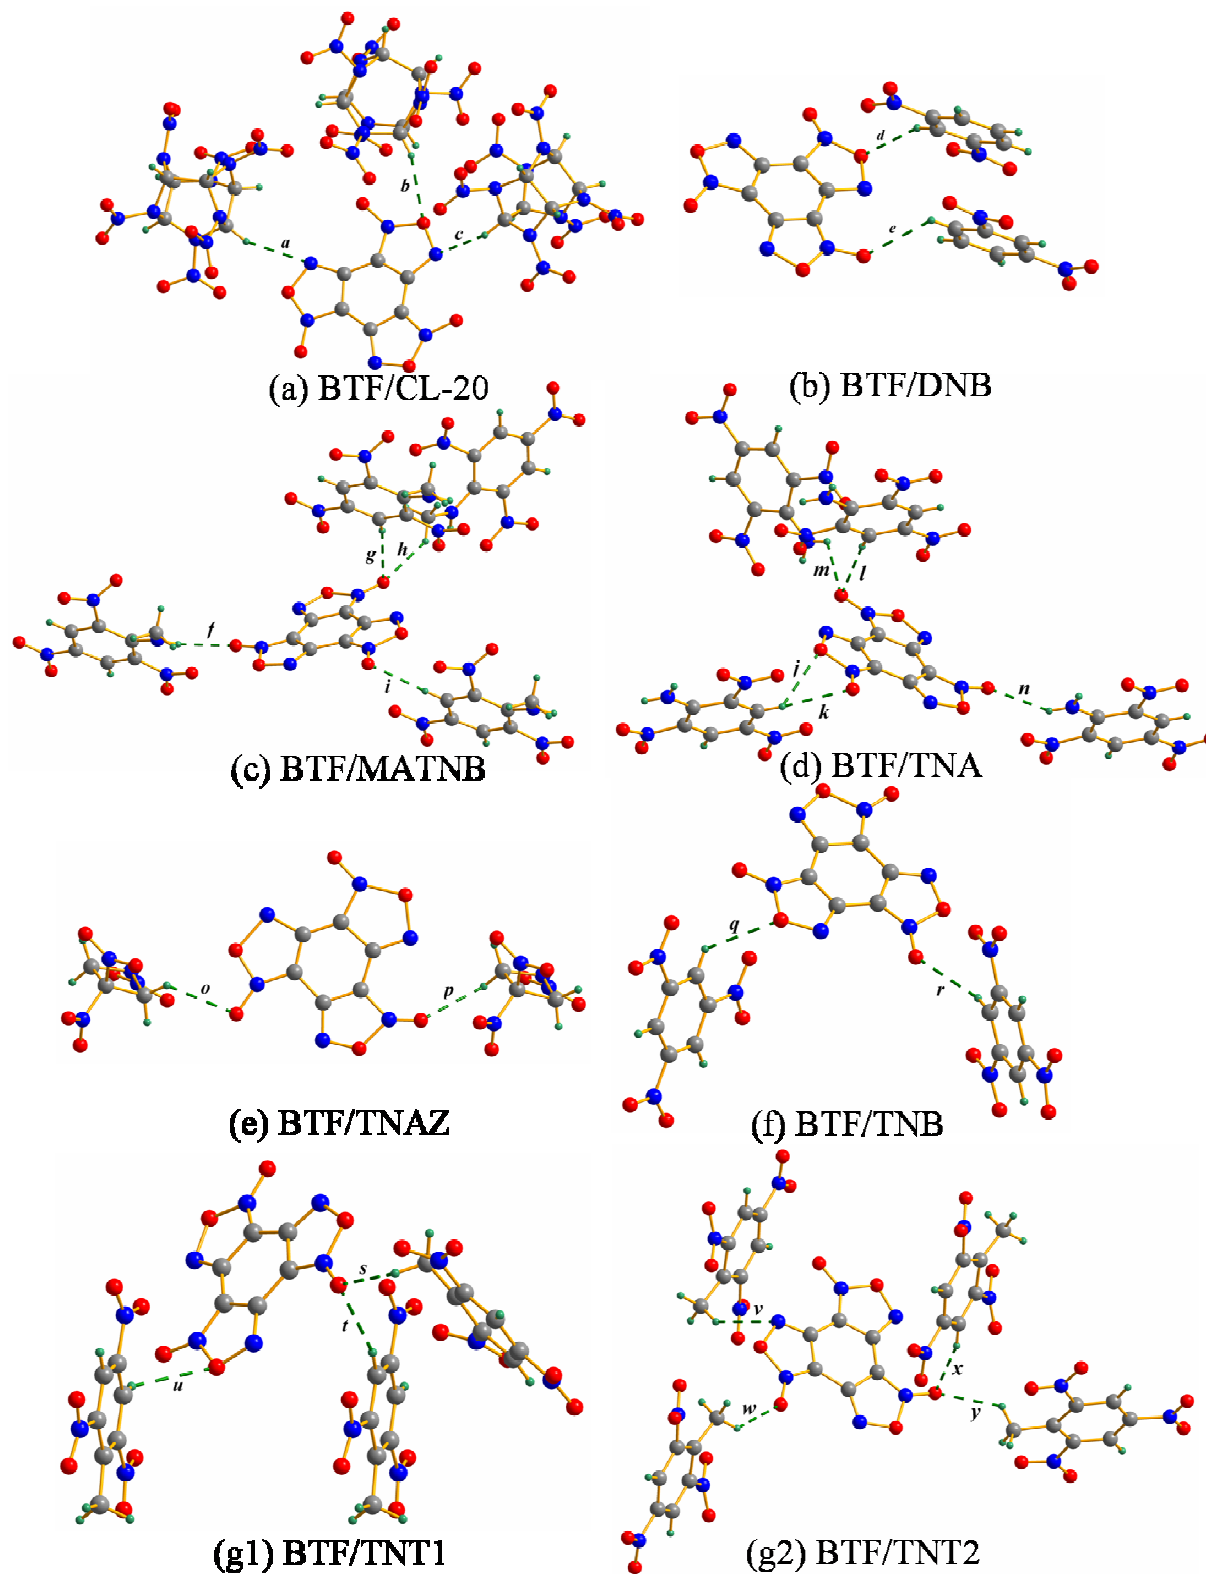 b
a
c
d
e
(a) BTF/CL-20
(b) BTF/DNB
g
h
f
i
m
l
j
k
n
(c) BTF/MATNB
(d) BTF/TNA
o
p
q
r
(e) BTF/TNAZ
(f) BTF/TNB
s
t
u
v
w
x
y
(g1) BTF/TNT1
(g2) BTF/TNT2